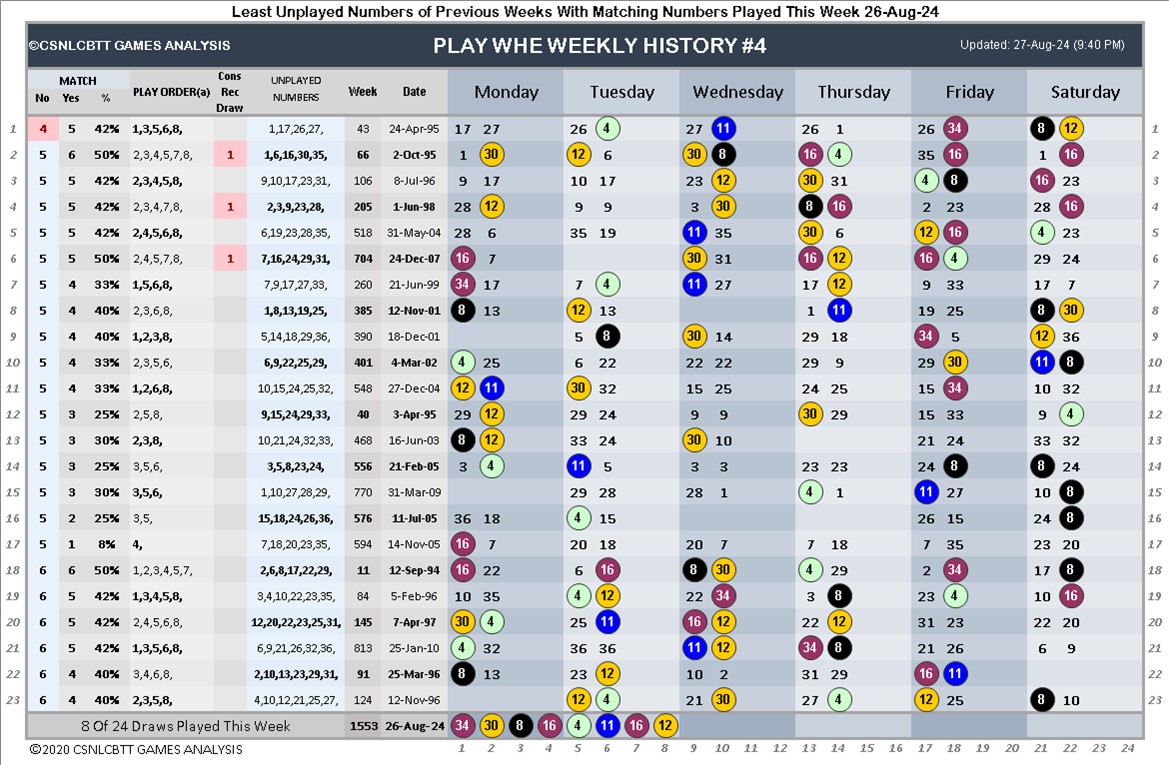 Least Unplayed Numbers of Previous Weeks With Matching Numbers Played This Week 26-Aug-24
©CSNLCBTT GAMES ANALYSIS PLAY WHE WEEKLY HISTORY #4 Updated: 27-Aug-24 (9:40 PM)
MATCH PLAY ORDER(a) Cons Rec Draw UNPLAYED NUMBERS Week Date Monday Tuesday Wednesday Thursday Friday Saturday
No Yes %
1 4 5 42% 1,3,5,6,8, 1,17,26,27, 43 24-Apr-95 17 27 26 4 27 11 26 1 26 34 8 12 1
2 5 6 50% 2,3,4,5,7,8, 1 1,6,16,30,35, 66 2-Oct-95 1 30 12 6 30 8 16 4 35 16 1 16 2
3 5 5 42% 2,3,4,5,8, 9,10,17,23,31, 106 8-Jul-96 9 17 10 17 23 12 30 31 4 8 16 23 3
4 5 5 42% 2,3,4,7,8, 1 2,3,9,23,28, 205 1-Jun-98 28 12 9 9 3 30 8 16 2 23 28 16 4
5 5 5 42% 2,4,5,6,8, 6,19,23,28,35, 518 31-May-04 28 6 35 19 11 35 30 6 12 16 4 23 5
6 5 5 50% 2,4,5,7,8, 1 7,16,24,29,31, 704 24-Dec-07 16 7 30 31 16 12 16 4 29 24 6
7 5 4 33% 1,5,6,8, 7,9,17,27,33, 260 21-Jun-99 34 17 7 4 11 27 17 12 9 33 17 7 7
8 5 4 40% 2,3,6,8, 1,8,13,19,25, 385 12-Nov-01 8 13 12 13 1 11 19 25 8 30 8
9 5 4 40% 1,2,3,8, 5,14,18,29,36, 390 18-Dec-01 5 8 30 14 29 18 34 5 12 36 9
10 5 4 40% 2,3,5,6, 6,9,22,25,29, 401 4-Mar-02 4 25 6 22 22 22 29 9 29 30 11 8 10
11 5 4 33% 1,2,6,8, 10,15,24,25,32, 548 27-Dec-04 12 11 30 32 15 25 24 25 15 34 10 32 11
12 5 3 25% 2,5,8, 9,15,24,29,33, 40 3-Apr-95 29 12 29 24 9 9 30 29 15 33 9 4 12
13 5 3 30% 2,3,8, 10,21,24,32,33, 468 16-Jun-03 8 12 33 24 30 10 21 24 33 32 13
14 5 3 25% 3,5,6, 3,5,8,23,24, 556 21-Feb-05 3 4 11 5 3 3 23 23 24 8 8 24 14
15 5 3 30% 3,5,6, 1,10,27,28,29, 770 31-Mar-09 29 28 28 1 4 1 11 27 10 8 15
16 5 2 25% 3,5, 15,18,24,26,36, 576 11-Jul-05 36 18 4 15 26 15 24 8 16
17 5 1 8% 4, 7,18,20,23,35, 594 14-Nov-05 16 7 20 18 20 7 7 18 7 35 23 20 17
18 6 6 50% 1,2,3,4,5,7, 2,6,8,17,22,29, 11 12-Sep-94 16 22 6 16 8 30 4 29 2 34 17 8 18
19 6 5 42% 1,3,4,5,8, 3,4,10,22,23,35, 84 5-Feb-96 10 35 4 12 22 34 3 8 23 4 10 16 19
20 6 5 42% 2,4,5,6,8, 12,20,22,23,25,31, 145 7-Apr-97 30 4 25 11 16 12 22 12 31 23 22 20 20
21 6 5 42% 1,3,5,6,8, 6,9,21,26,32,36, 813 25-Jan-10 4 32 36 36 11 12 34 8 21 26 6 9 21
22 6 4 40% 3,4,6,8, 2,10,13,23,29,31, 91 25-Mar-96 8 13 23 12 10 2 31 29 16 11 22
23 6 4 40% 2,3,5,8, 4,10,12,21,25,27, 124 12-Nov-96 12 4 21 30 27 4 12 25 8 10 23
8 Of 24 Draws Played This Week 1553 26-Aug-24 34 30 8 16 4 11 16 12
©2020 CSNLCBTT GAMES ANALYSIS 1 2 3 4 5 6 7 8 9 10 11 12 13 14 15 16 17 18 19 20 21 22 23 24